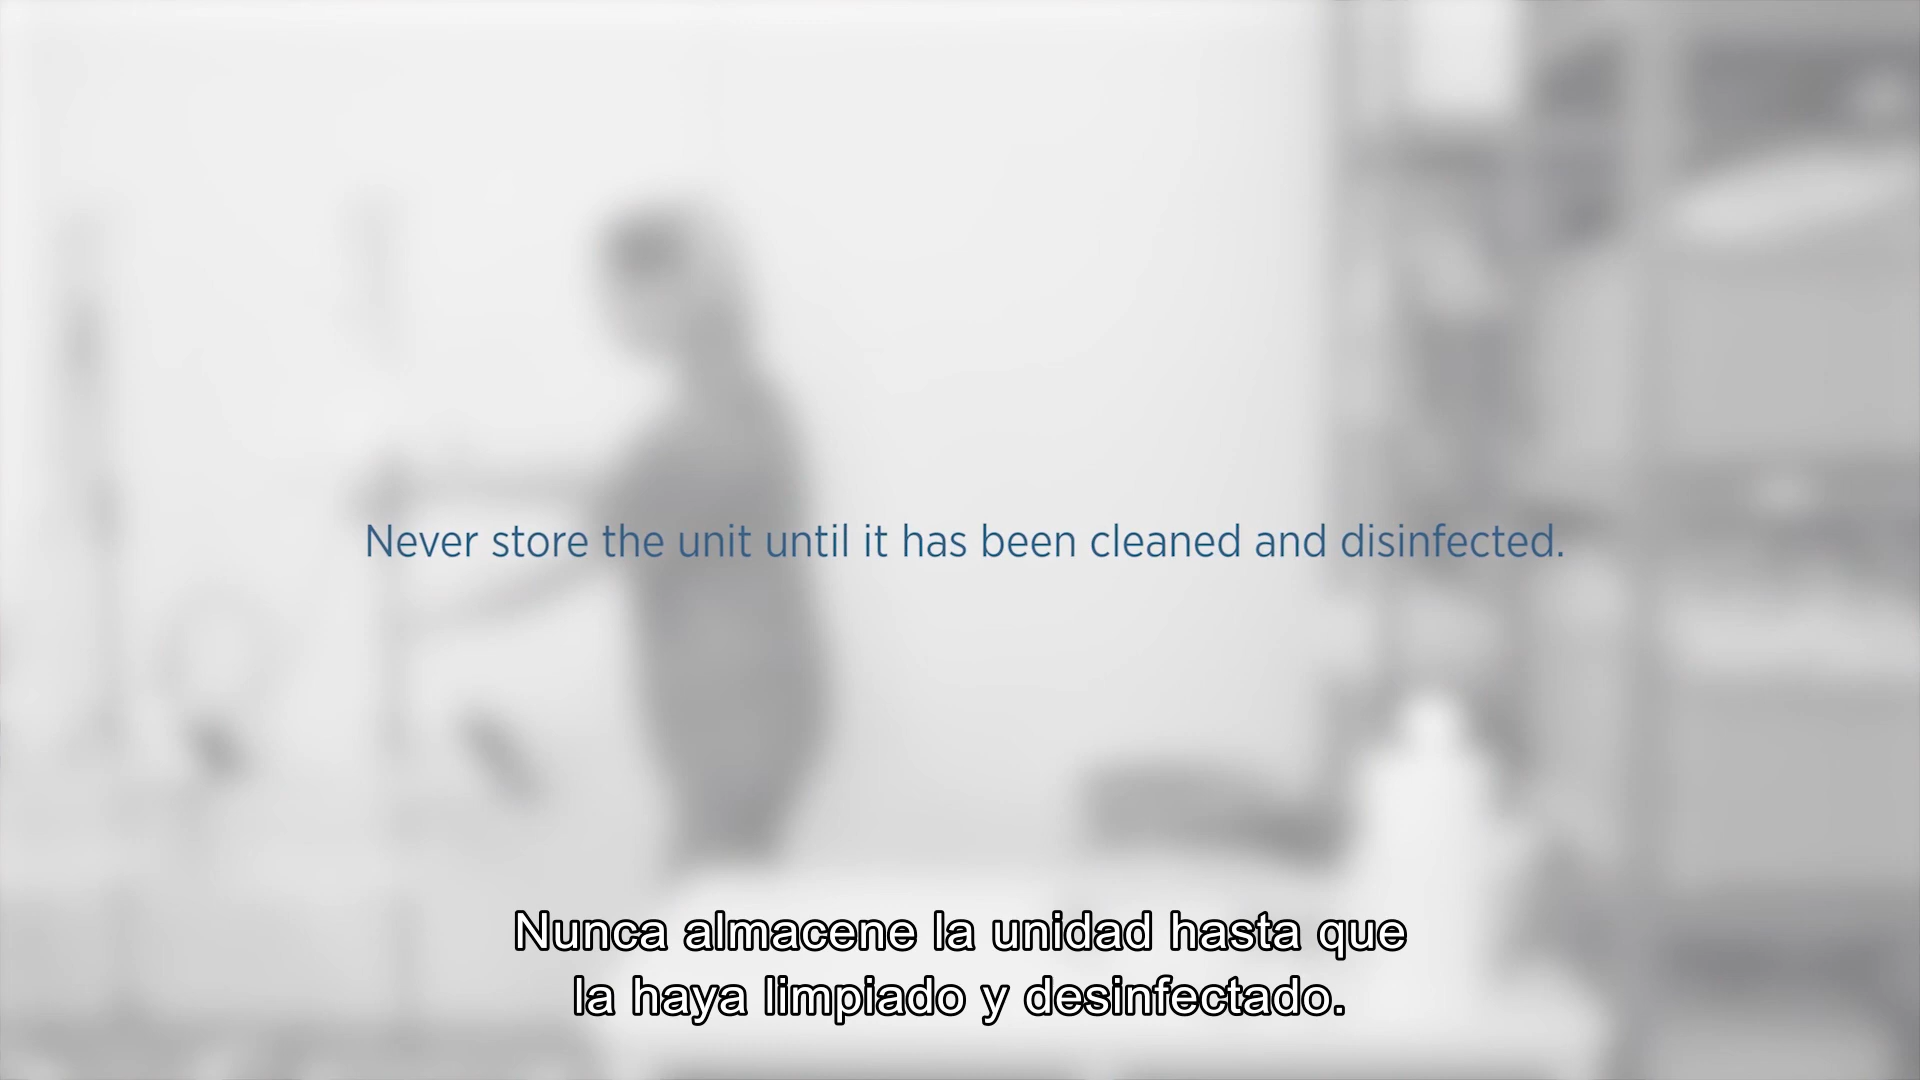 Never store the unit until it has been cleaned and disinfected.
Nunca almacene la unidad hasta que
la haya limpiado y desinfectado.